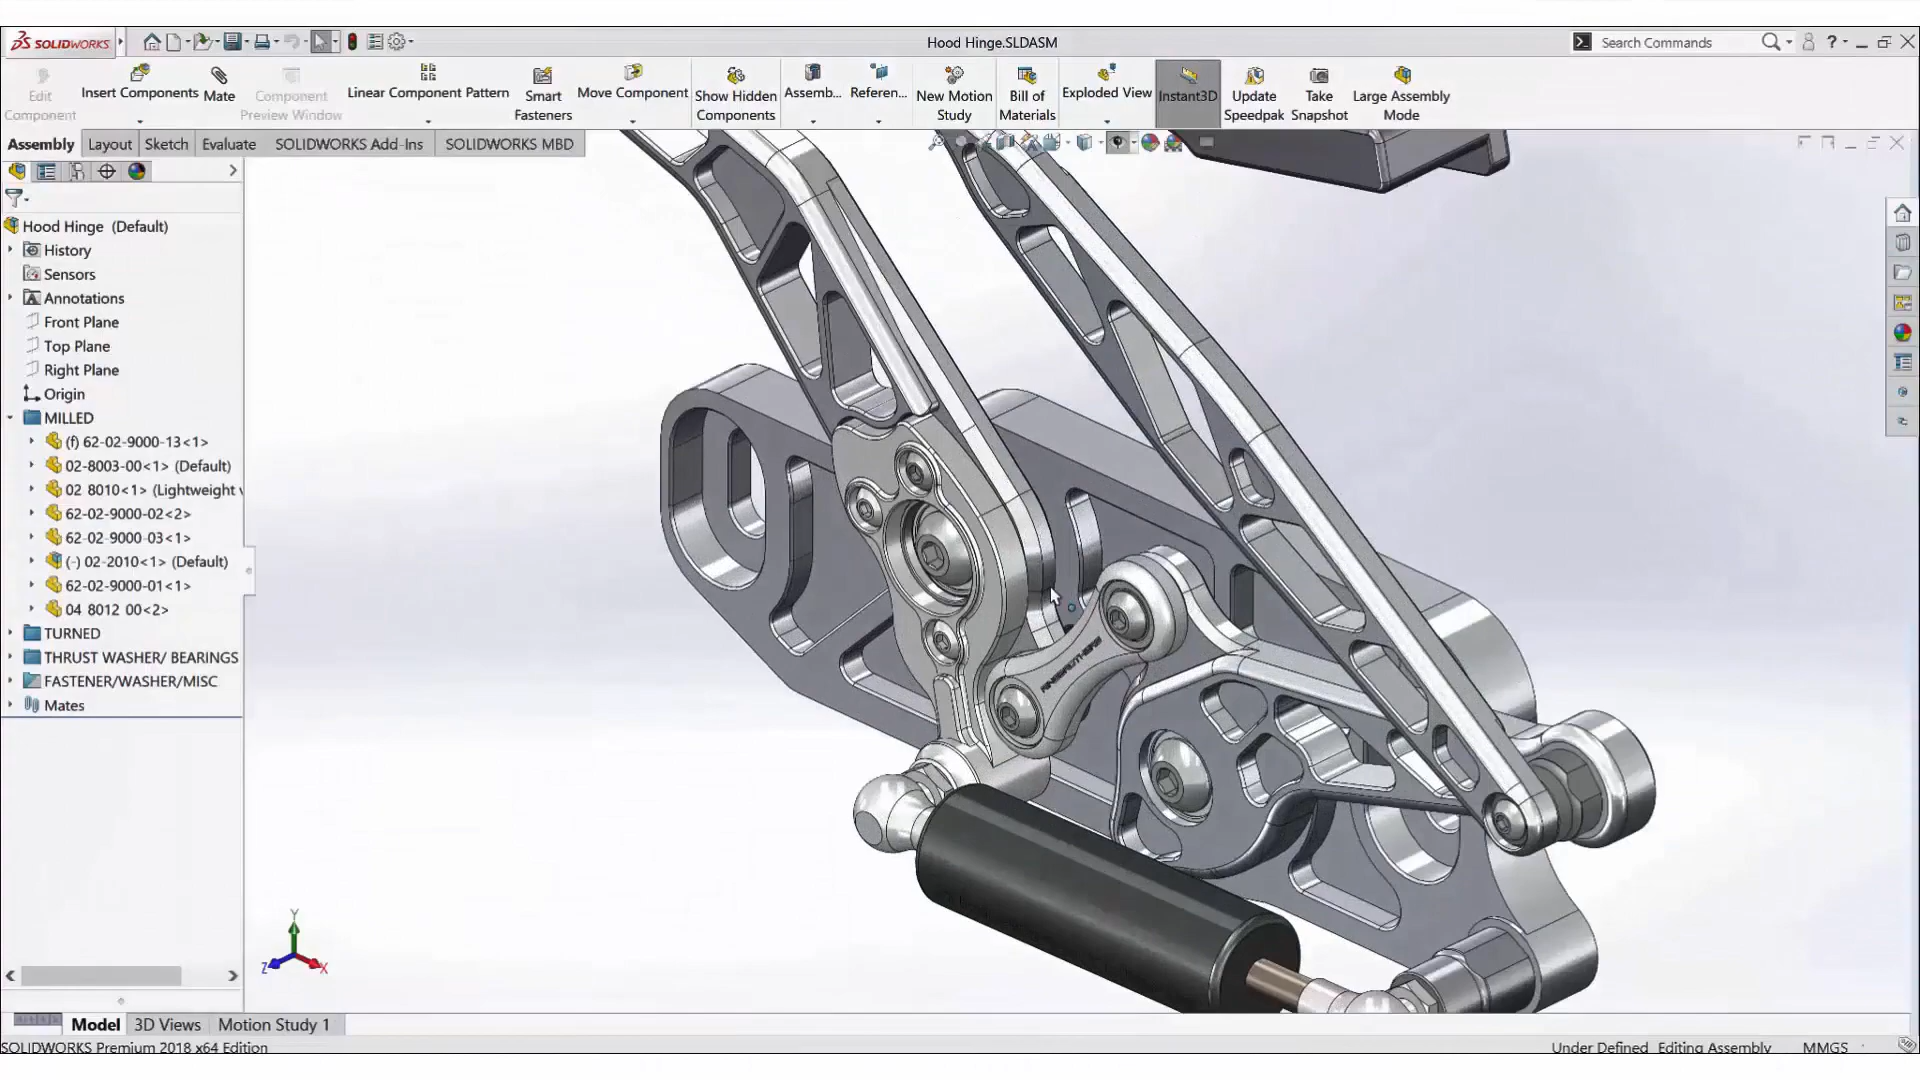 SOLIDWORKS
Hood Hinge.SLDASM
Search Commands
?
Edit Component
Insert Components
Mate
Component Preview Window
Linear Component Pattern
Smart Fasteners
Move Component
Show Hidden Components
Assemb...
Referen...
New Motion Study
Bill of Materials
Exploded View
Instant3D
Update Speedpak
Take Snapshot
Large Assembly Mode
Assembly
Layout
Sketch
Evaluate
SOLIDWORKS Add-Ins
SOLIDWORKS MBD
Hood Hinge (Default)
History
Sensors
Annotations
Front Plane
Top Plane
Right Plane
Origin
MILLED
(f) 62-02-9000-13<1>
02-8003-00<1> (Default)
02 8010<1> (Lightweight
62-02-9000-02<2>
62-02-9000-03<1>
(-) 02-2010<1> (Default)
62-02-9000-01<1>
04 8012 00<2>
TURNED
THRUST WASHER/ BEARINGS
FASTENER/WASHER/MISC
Mates
RINGBROTHERS
Y
Z
X
Model
3D Views
Motion Study 1
SOLIDWORKS Premium 2018 x64 Edition
Under Defined
Editing Assembly
MMGS